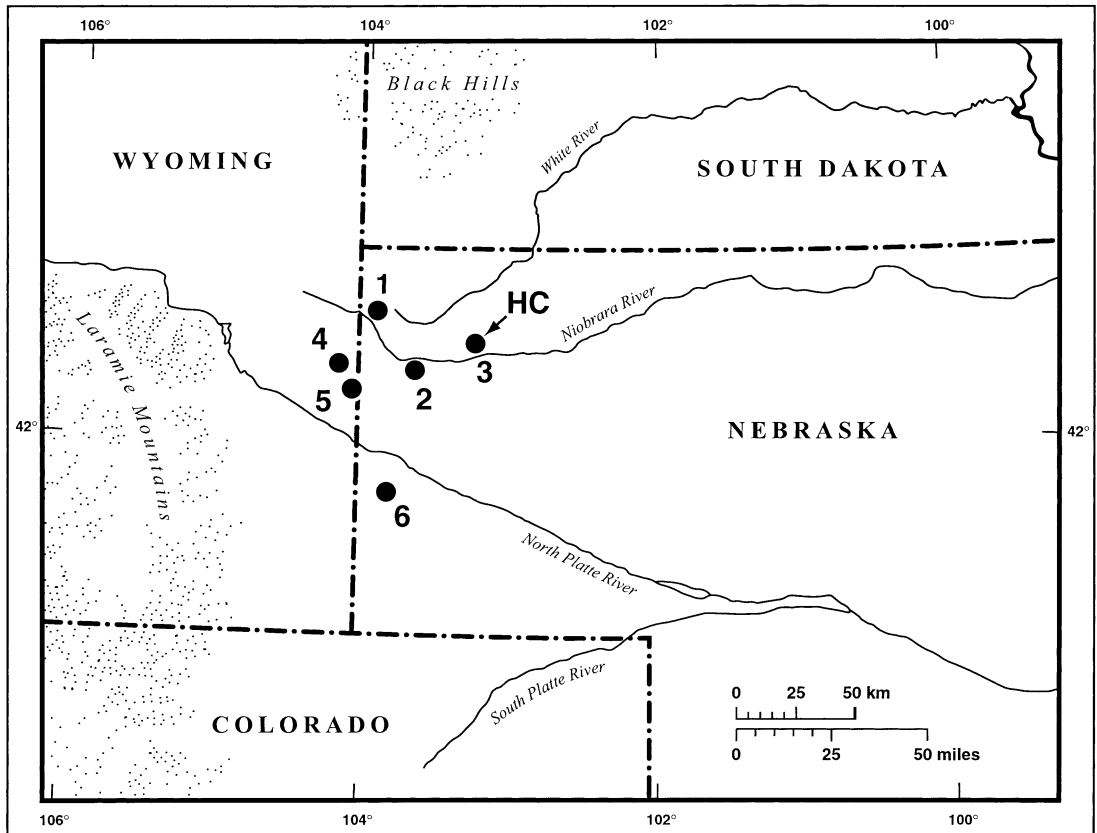 106° 104° 102° 100°
Black Hills
WYOMING
White River
SOUTH DAKOTA
1
HC
Niobrara River
4
3
5
2
Laramie Mountains
42° 42°
NEBRASKA
6
North Platte River
South Platte River
0 25 50 km
0 25 50 miles
COLORADO
106° 104° 102° 100°